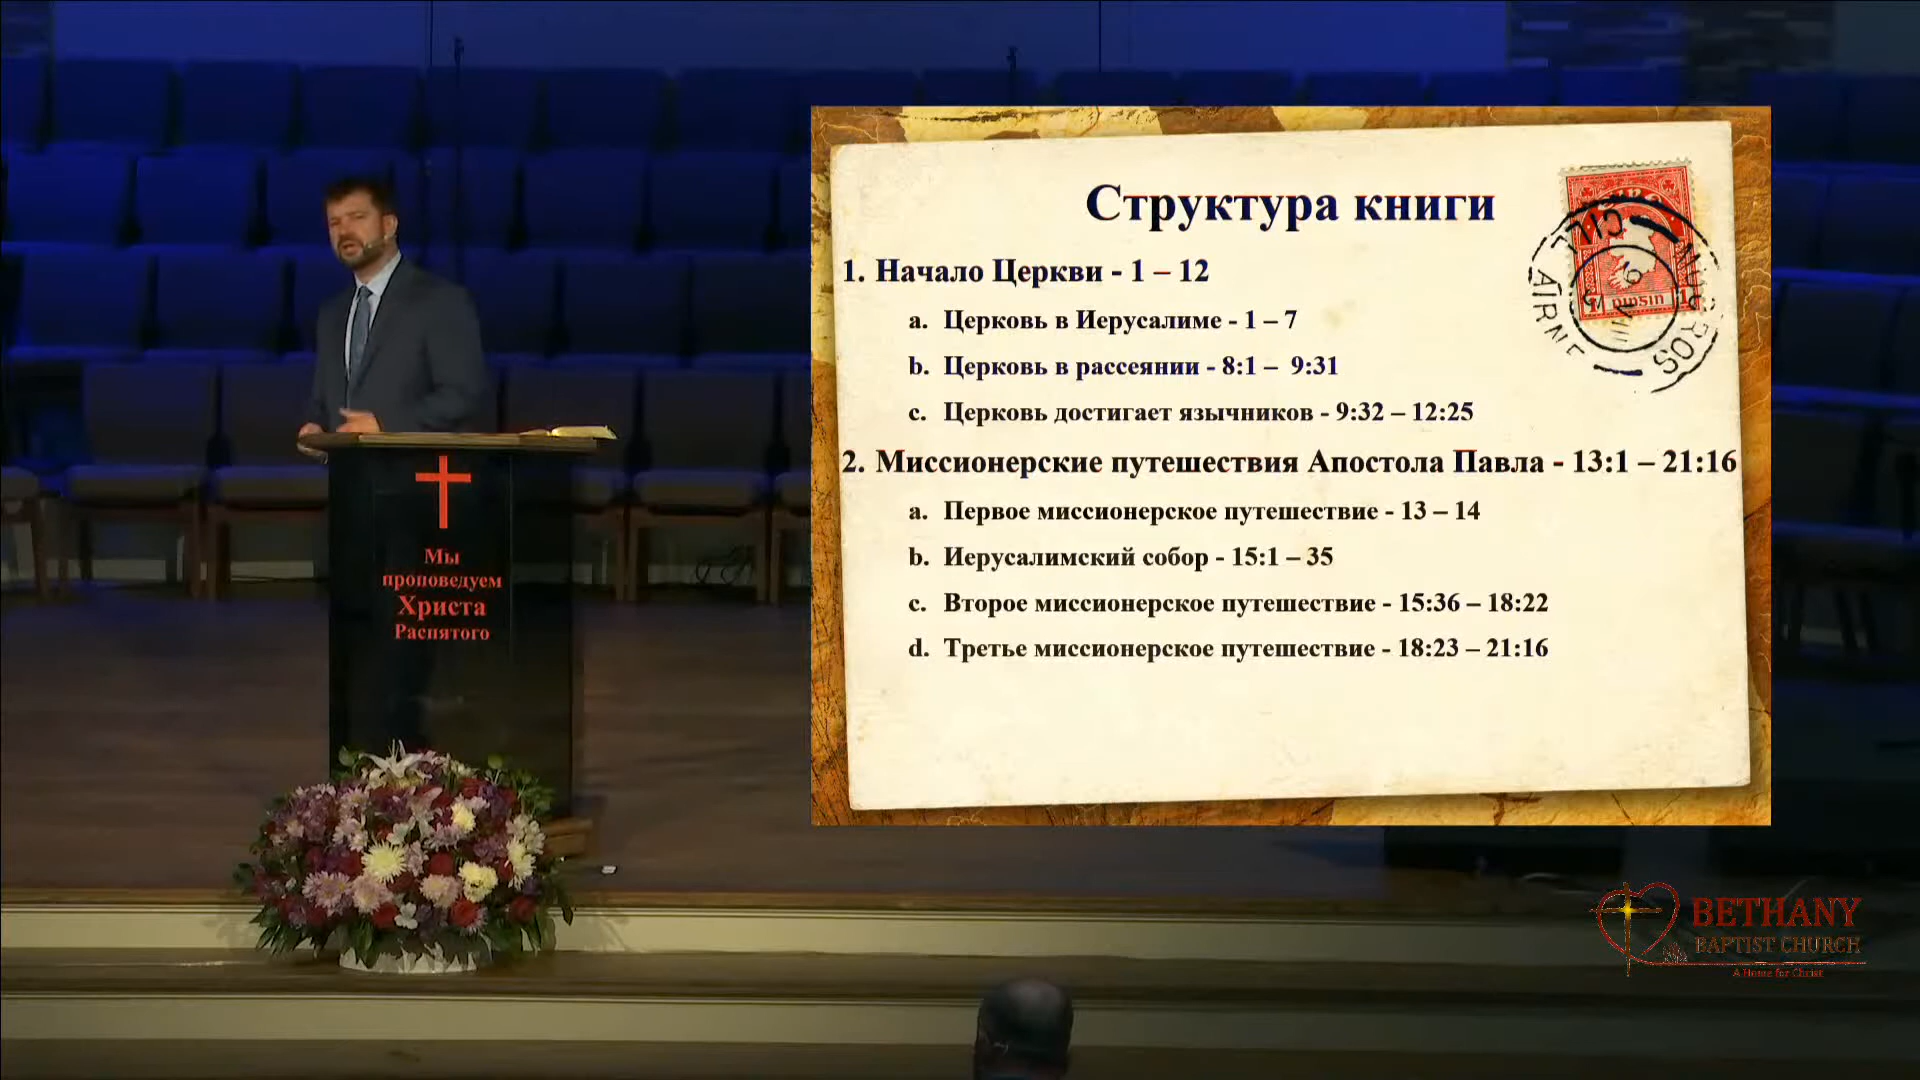 Структура книги
1. Начало Церкви - 1 – 12
a. Церковь в Иерусалиме - 1 – 7
b. Церковь в рассеянии - 8:1 – 9:31
c. Церковь достигает язычников - 9:32 – 12:25
2. Миссионерские путешествия Апостола Павла - 13:1 – 21:16
a. Первое миссионерское путешествие - 13 – 14
b. Иерусалимский собор - 15:1 – 35
c. Второе миссионерское путешествие - 15:36 – 18:22
d. Третье миссионерское путешествие - 18:23 – 21:16
Мы
проповедуем
Христа
Распятого
BETHANY
BAPTIST CHURCH
A Home for Christ